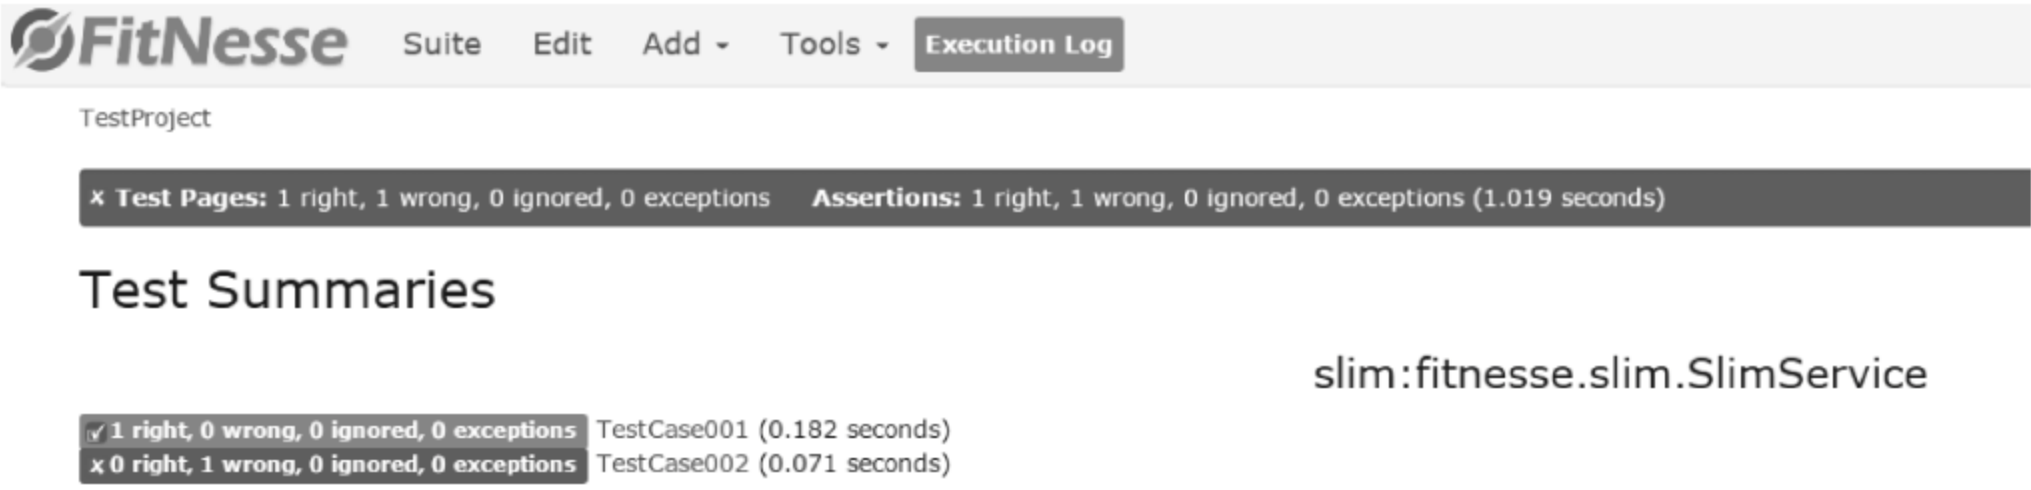 FitNesse Suite Edit Add Tools Execution Log
TestProject
x Test Pages: 1 right, 1 wrong, 0 ignored, 0 exceptions Assertions: 1 right, 1 wrong, 0 ignored, 0 exceptions (1.019 seconds)
Test Summaries
slim:fitnesse.slim.SlimService
1 right, 0 wrong, 0 ignored, 0 exceptions TestCase001 (0.182 seconds)
x 0 right, 1 wrong, 0 ignored, 0 exceptions TestCase002 (0.071 seconds)